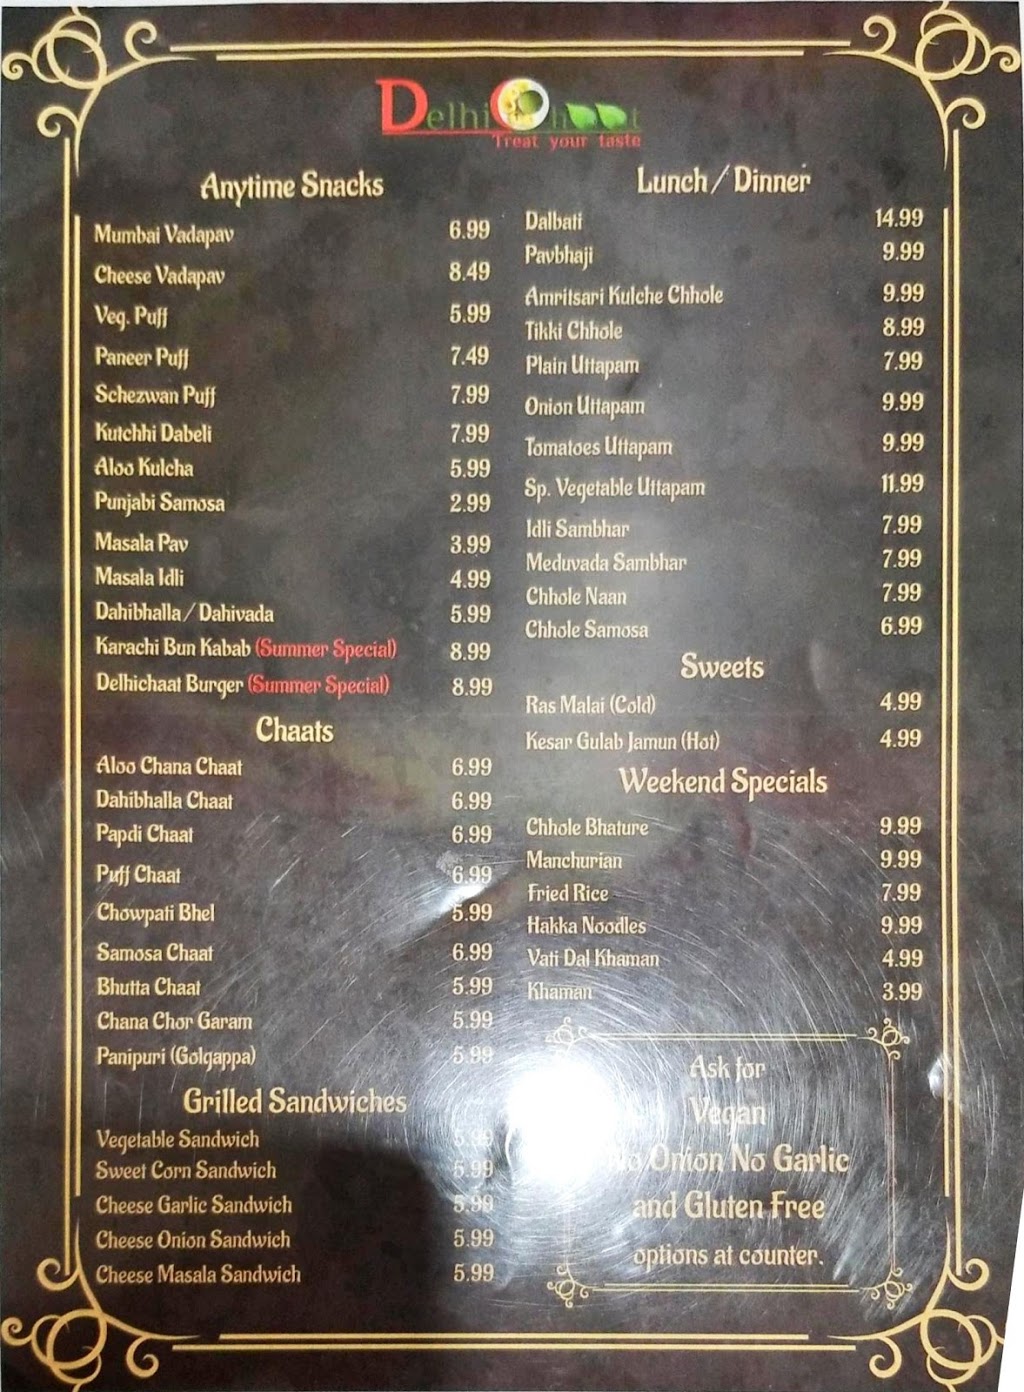 Delhi
Treat your taste
Anytime Snacks
Mumbai Vadapav 6.99
Cheese Vadapav 8.49
Veg. Puff 5.99
Paneer Puff 7.49
Schezwan Puff 7.99
Kutchhi Dabeli 7.99
Aloo Kulcha 5.99
Punjabi Samosa 2.99
Masala Pav 3.99
Masala Idli 4.99
Dahibhalla / Dahivada 5.99
Karachi Bun Kabab (Summer Special) 8.99
Delhichaat Burger (Summer Special) 8.99
Chaats
Aloo Chana Chaat 6.99
Dahibhalla Chaat 6.99
Papdi Chaat 6.99
Puff Chaat 6.99
Chowpati Bhel 5.99
Samosa Chaat 6.99
Bhutta Chaat 5.99
Chana Chor Garam 5.99
Panipuri (Golgappa) 5.99
Grilled Sandwiches
Vegetable Sandwich 5.99
Sweet Corn Sandwich 5.99
Cheese Garlic Sandwich 5.99
Cheese Onion Sandwich 5.99
Cheese Masala Sandwich 5.99
Lunch / Dinner
Dalbati 14.99
Pavbhaji 9.99
Amritsari Kulche Chhole 9.99
Tikki Chhole 8.99
Plain Uttapam 7.99
Onion Uttapam 9.99
Tomatoes Uttapam 9.99
Sp. Vegetable Uttapam 11.99
Idli Sambhar 7.99
Meduvada Sambhar 7.99
Chhole Naan 7.99
Chhole Samosa 6.99
Sweets
Ras Malai (Cold) 4.99
Kesar Gulab Jamun (Hot) 4.99
Weekend Specials
Chhole Bhature 9.99
Manchurian 9.99
Fried Rice 7.99
Hakka Noodles 9.99
Vati Dal Khaman 4.99
Khaman 3.99
Ask for
Vegan
No Onion No Garlic
and Gluten Free
options at counter.